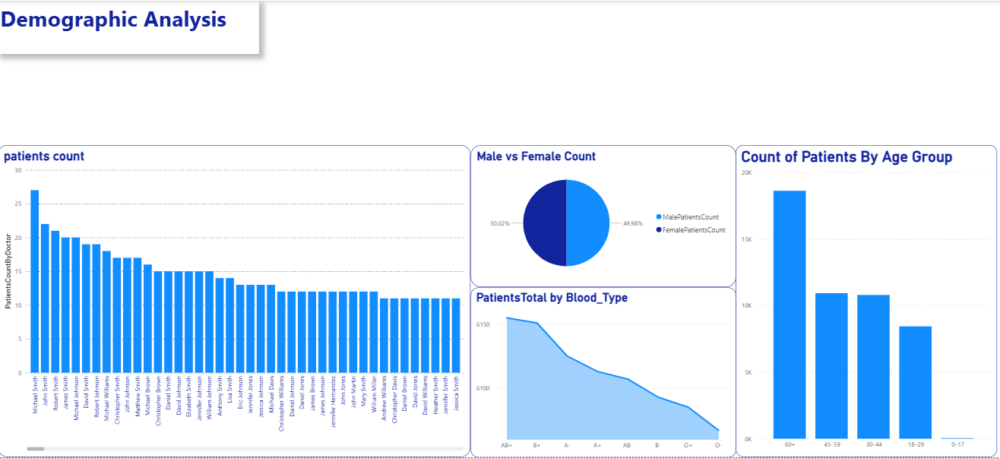 Demographic Analysis
patients count
PatientsCountByDoctor
30
25
20
15
10
5
0
Michael Smith
John Smith
Robert Smith
James Smith
Michael Johnson
David Smith
Robert Johnson
Michael Williams
Christopher Smith
John Johnson
Matthew Smith
Michael Brown
Christopher Brown
Daniel Smith
David Johnson
Elizabeth Smith
Jennifer Johnson
William Johnson
Anthony Smith
Lisa Smith
Eric Johnson
Jennifer Jones
Jessica Johnson
Michael Davis
Christopher Williams
Daniel Johnson
Daniel Jones
James Brown
James Johnson
Jennifer Hernandez
John Jones
John Martin
Mary Smith
William Miller
Andrew Williams
Christopher Davis
Daniel Brown
David Jones
David Williams
Heather Smith
Jennifer Smith
Jessica Smith
Male vs Female Count
50.02%
49.98%
MalePatientsCount
FemalePatientsCount
PatientsTotal by Blood_Type
6150
6100
AB+ B+ A- A+ AB- B- O+ O-
Count of Patients By Age Group
20K
15K
10K
5K
0K
60+ 45-59 30-44 18-29 0-17